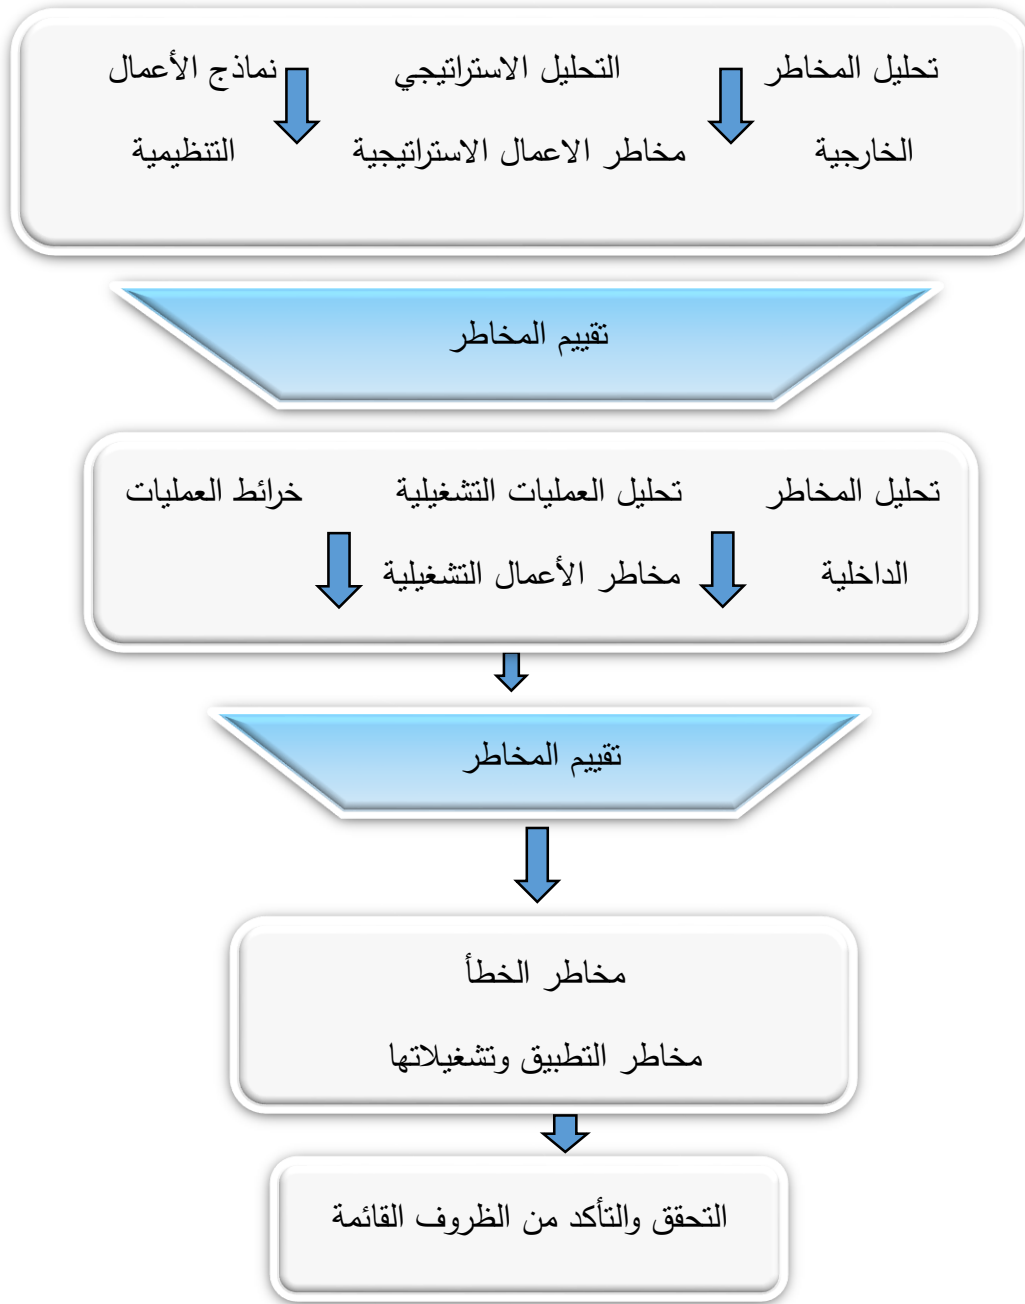 تحليل المخاطر التحليل الاستراتيجي نماذج الأعمال
الخارجية مخاطر الاعمال الاستراتيجية التنظيمية
تقييم المخاطر
تحليل المخاطر تحليل العمليات التشغيلية خرائط العمليات
الداخلية مخاطر الأعمال التشغيلية
تقييم المخاطر
مخاطر الخطأ
مخاطر التطبيق وتشغيلاتها
التحقق والتأكد من الظروف القائمة